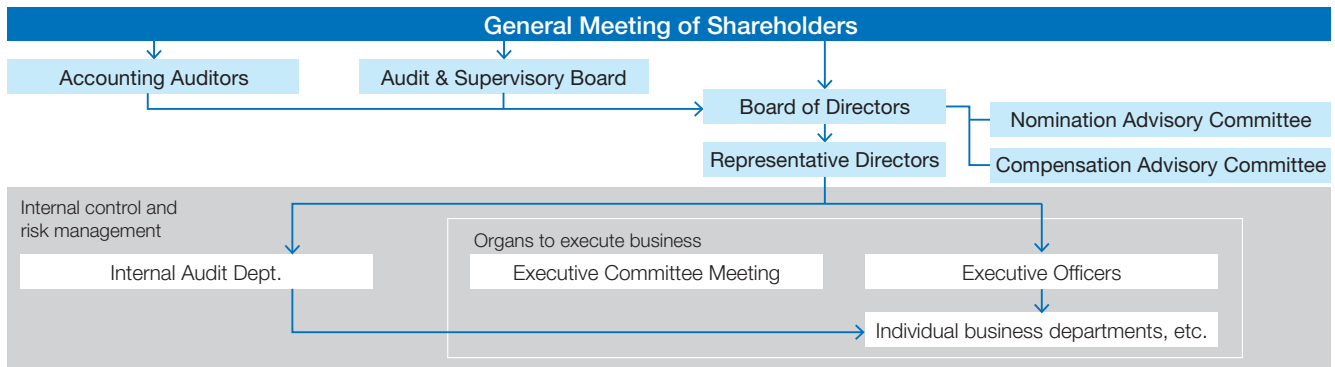 General Meeting of Shareholders
Accounting Auditors
Audit & Supervisory Board
Board of Directors
Nomination Advisory Committee
Representative Directors
Compensation Advisory Committee
Internal control and
risk management
Organs to execute business
Internal Audit Dept.
Executive Committee Meeting
Executive Officers
Individual business departments, etc.